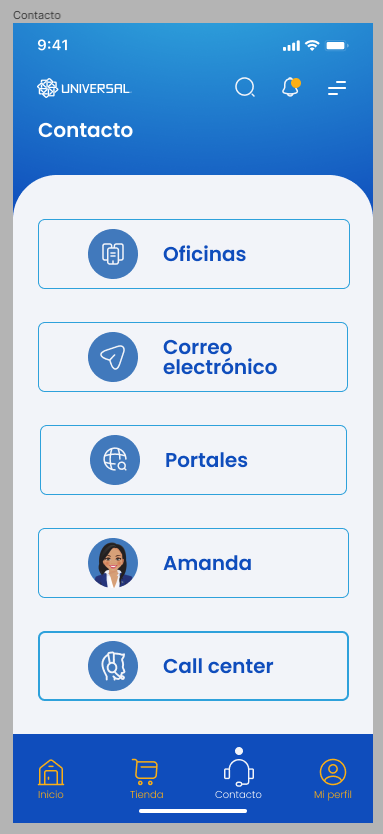 Contacto
9:41
UNIVERSAL
Contacto
Oficinas
Correo
electrónico
Portales
Amanda
Call center
Inicio
Tienda
Contacto
Mi perfil